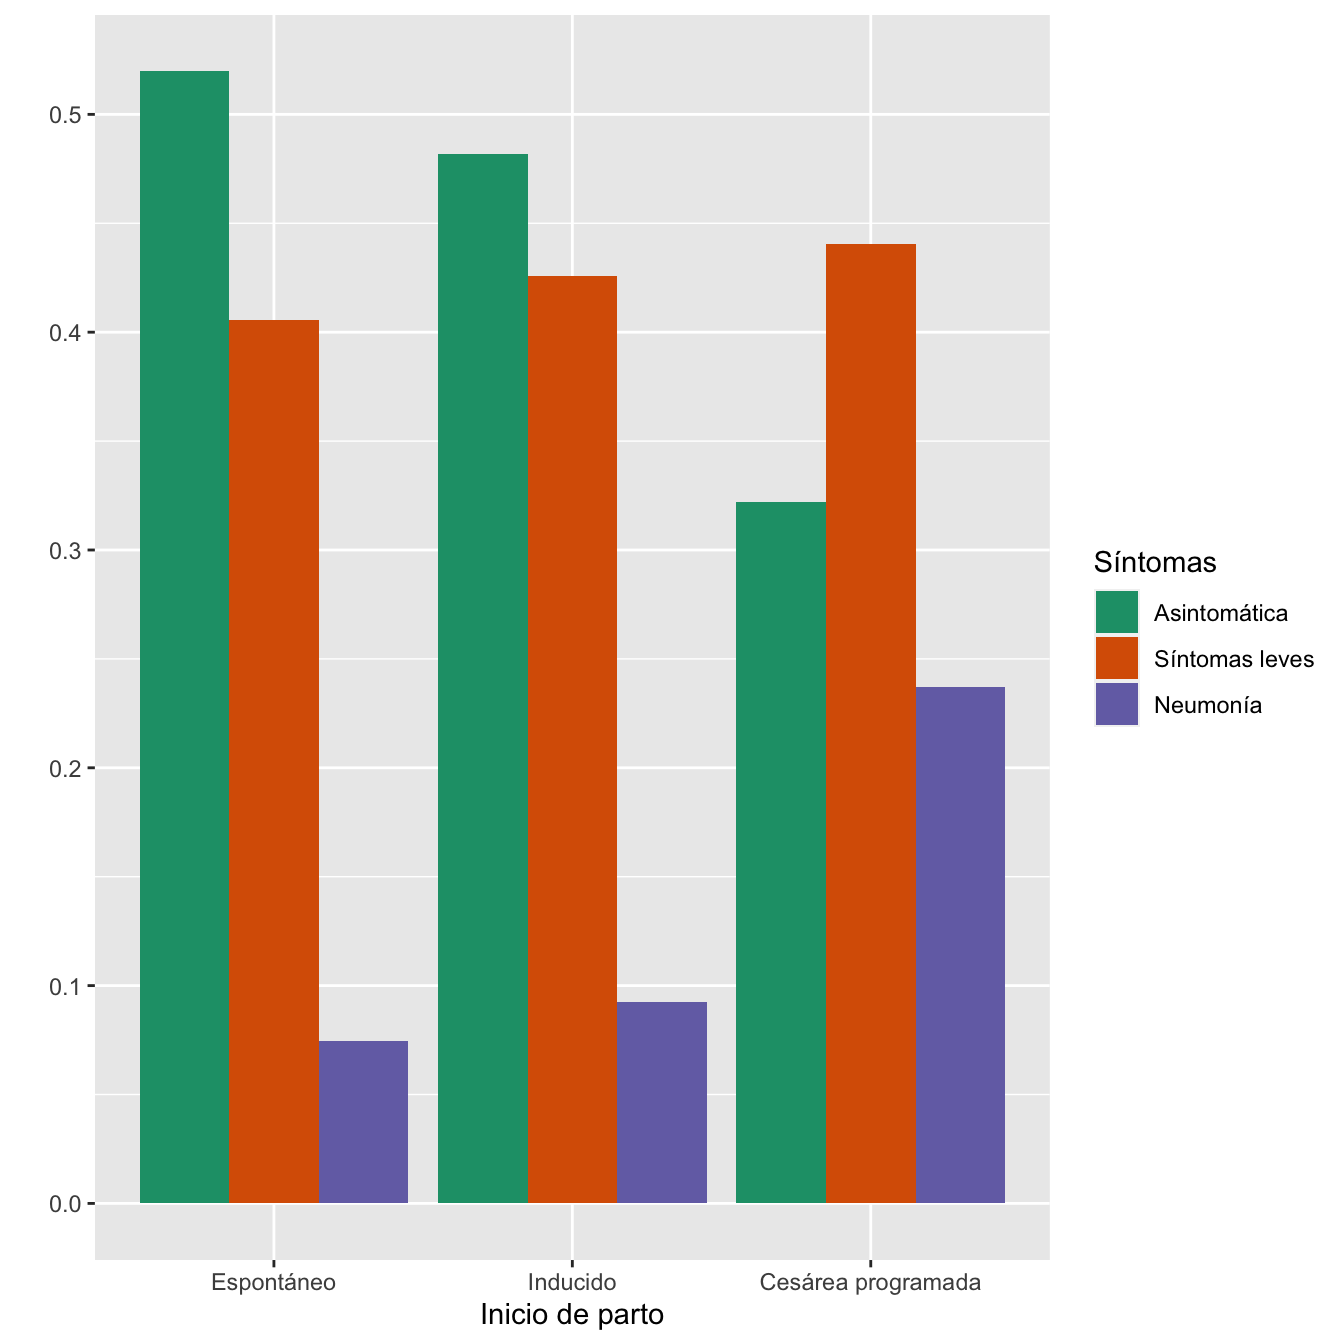 0.5
0.4
0.3
0.2
0.1
0.0
Espontáneo
Inducido
Cesárea programada
Inicio de parto
Síntomas
Asintomática
Síntomas leves
Neumonía